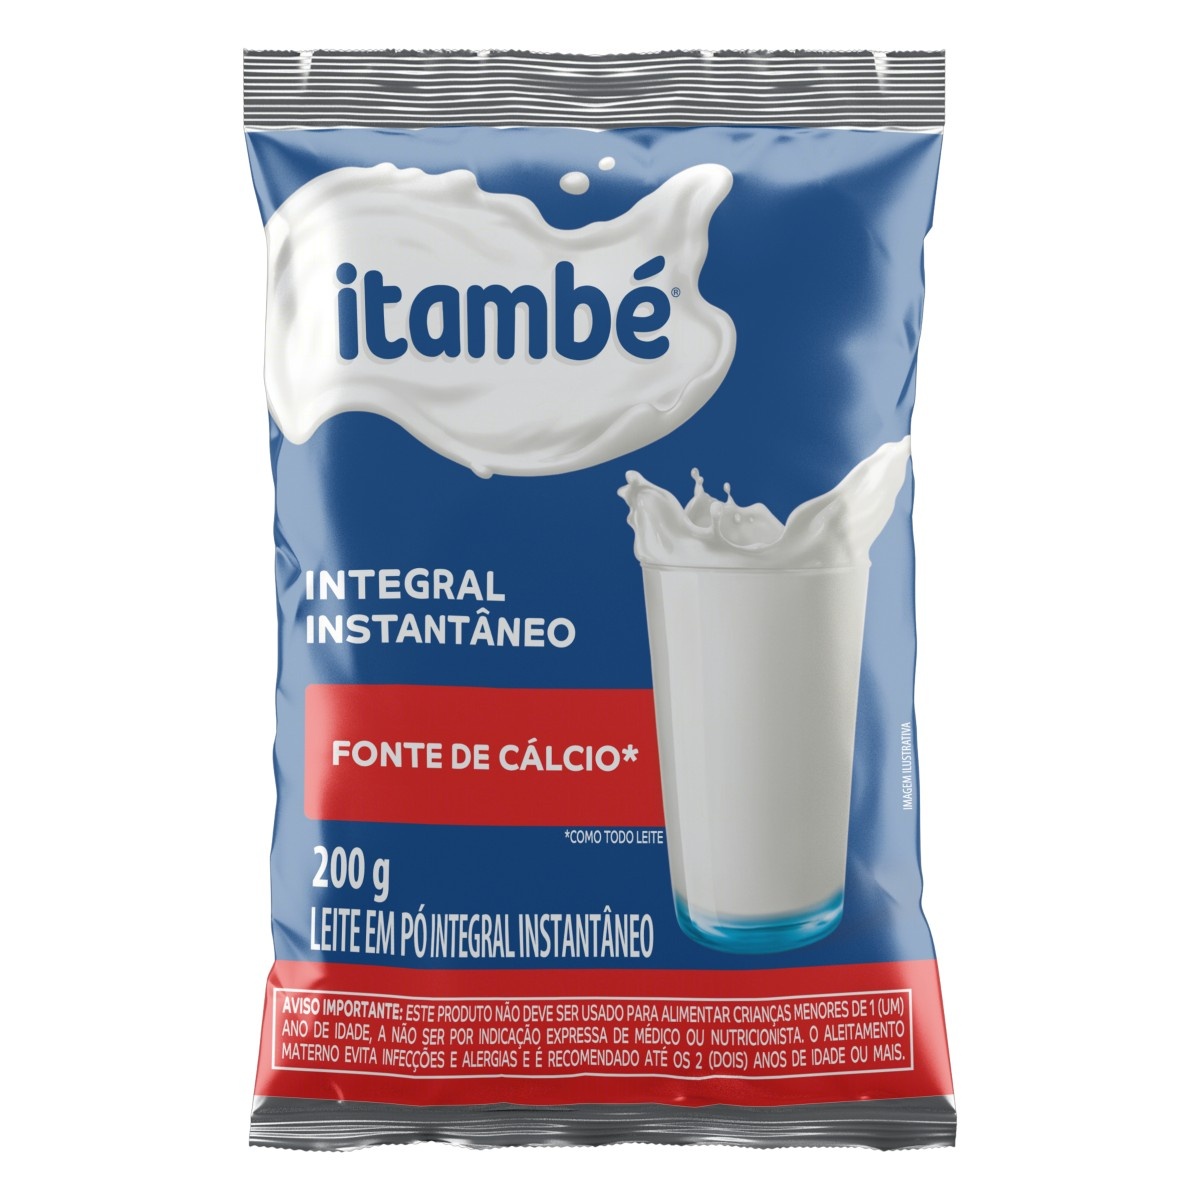 itambé®
INTEGRAL
INSTANTÂNEO
FONTE DE CÁLCIO*
*COMO TODO LEITE
200 g
LEITE EM PÓ INTEGRAL INSTANTÂNEO
IMAGEM ILUSTRATIVA
AVISO IMPORTANTE: ESTE PRODUTO NÃO DEVE SER USADO PARA ALIMENTAR CRIANÇAS MENORES DE 1 (UM)
ANO DE IDADE, A NÃO SER POR INDICAÇÃO EXPRESSA DE MÉDICO OU NUTRICIONISTA. O ALEITAMENTO
MATERNO EVITA INFECÇÕES E ALERGIAS E É RECOMENDADO ATÉ OS 2 (DOIS) ANOS DE IDADE OU MAIS.